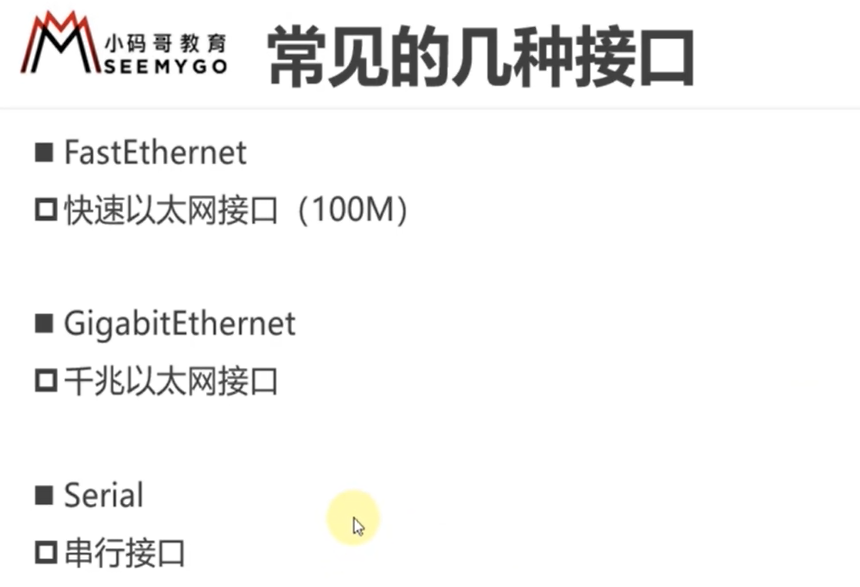 小码哥教育
SEEMYGO
常见的几种接口
FastEthernet
快速以太网接口（100M）
GigabitEthernet
千兆以太网接口
Serial
串行接口